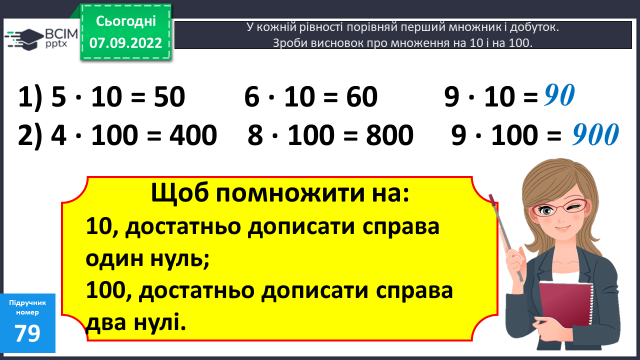 Сьогодні
07.09.2022
ВСІМ
pptx
У кожній рівності порівняй перший множник і добуток.
Зроби висновок про множення на 10 і на 100.
1) 5 · 10 = 50 6 · 10 = 60 9 · 10 = 90
2) 4 · 100 = 400 8 · 100 = 800 9 · 100 = 900
Щоб помножити на:
10, достатньо дописати справа
один нуль;
100, достатньо дописати справа
два нулі.
Підручник
номер
79